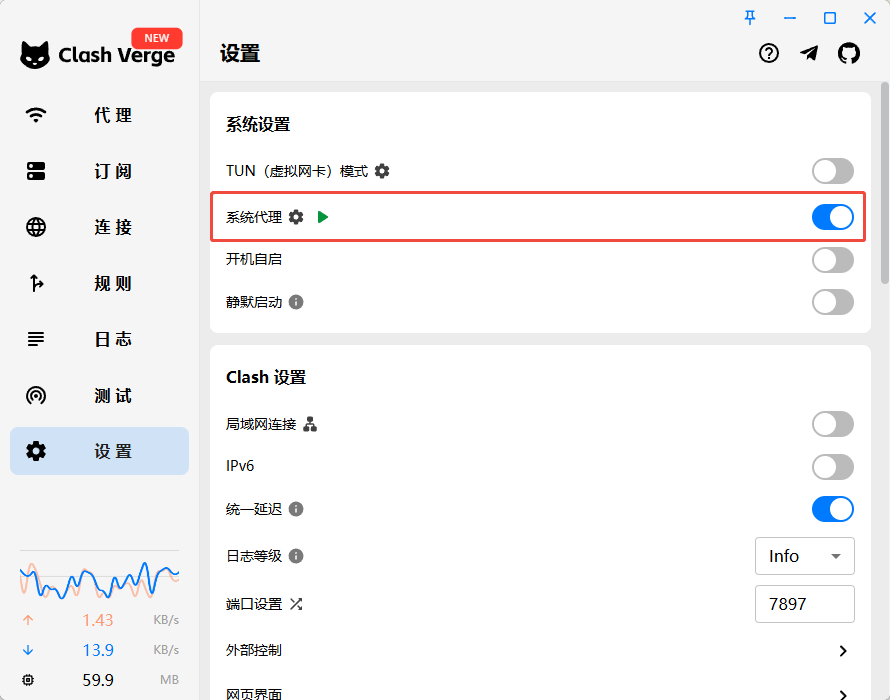 NEW
Clash Verge
代理
订阅
连接
规则
日志
测试
设置
1.43 KB/s
13.9 KB/s
59.9 MB
设置
系统设置
TUN（虚拟网卡）模式
系统代理
开机自启
静默启动
Clash 设置
局域网连接
IPv6
统一延迟
日志等级 Info
端口设置 7897
外部控制
网页界面